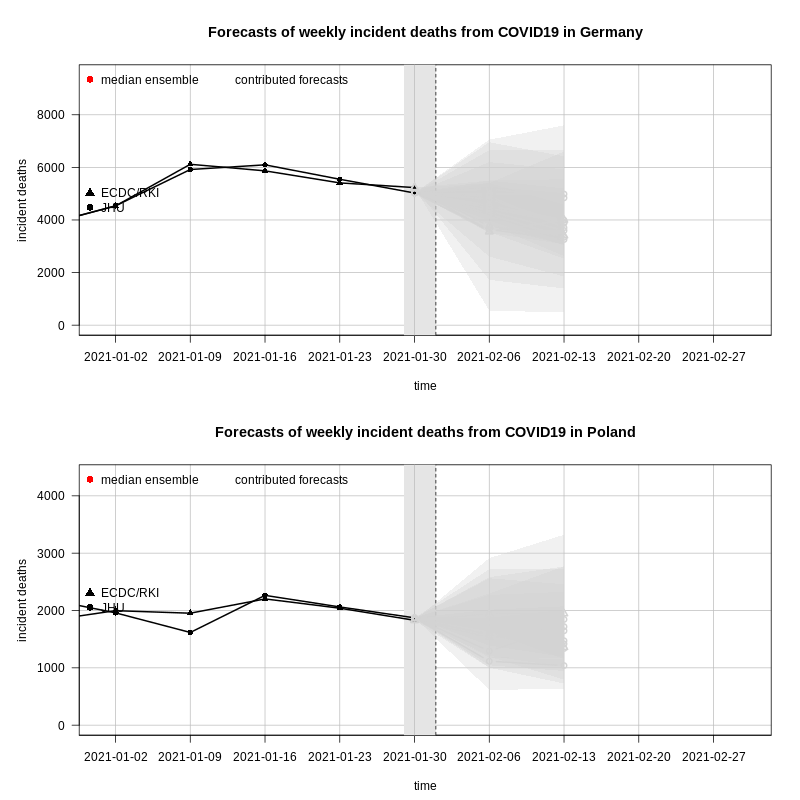 Forecasts of weekly incident deaths from COVID19 in Germany
median ensemble contributed forecasts
8000
6000
4000
2000
0
incident deaths
ECDC/RKI
JHU
2021-01-02 2021-01-09 2021-01-16 2021-01-23 2021-01-30 2021-02-06 2021-02-13 2021-02-20 2021-02-27
time
Forecasts of weekly incident deaths from COVID19 in Poland
median ensemble contributed forecasts
4000
3000
2000
1000
0
incident deaths
ECDC/RKI
JHU
2021-01-02 2021-01-09 2021-01-16 2021-01-23 2021-01-30 2021-02-06 2021-02-13 2021-02-20 2021-02-27
time